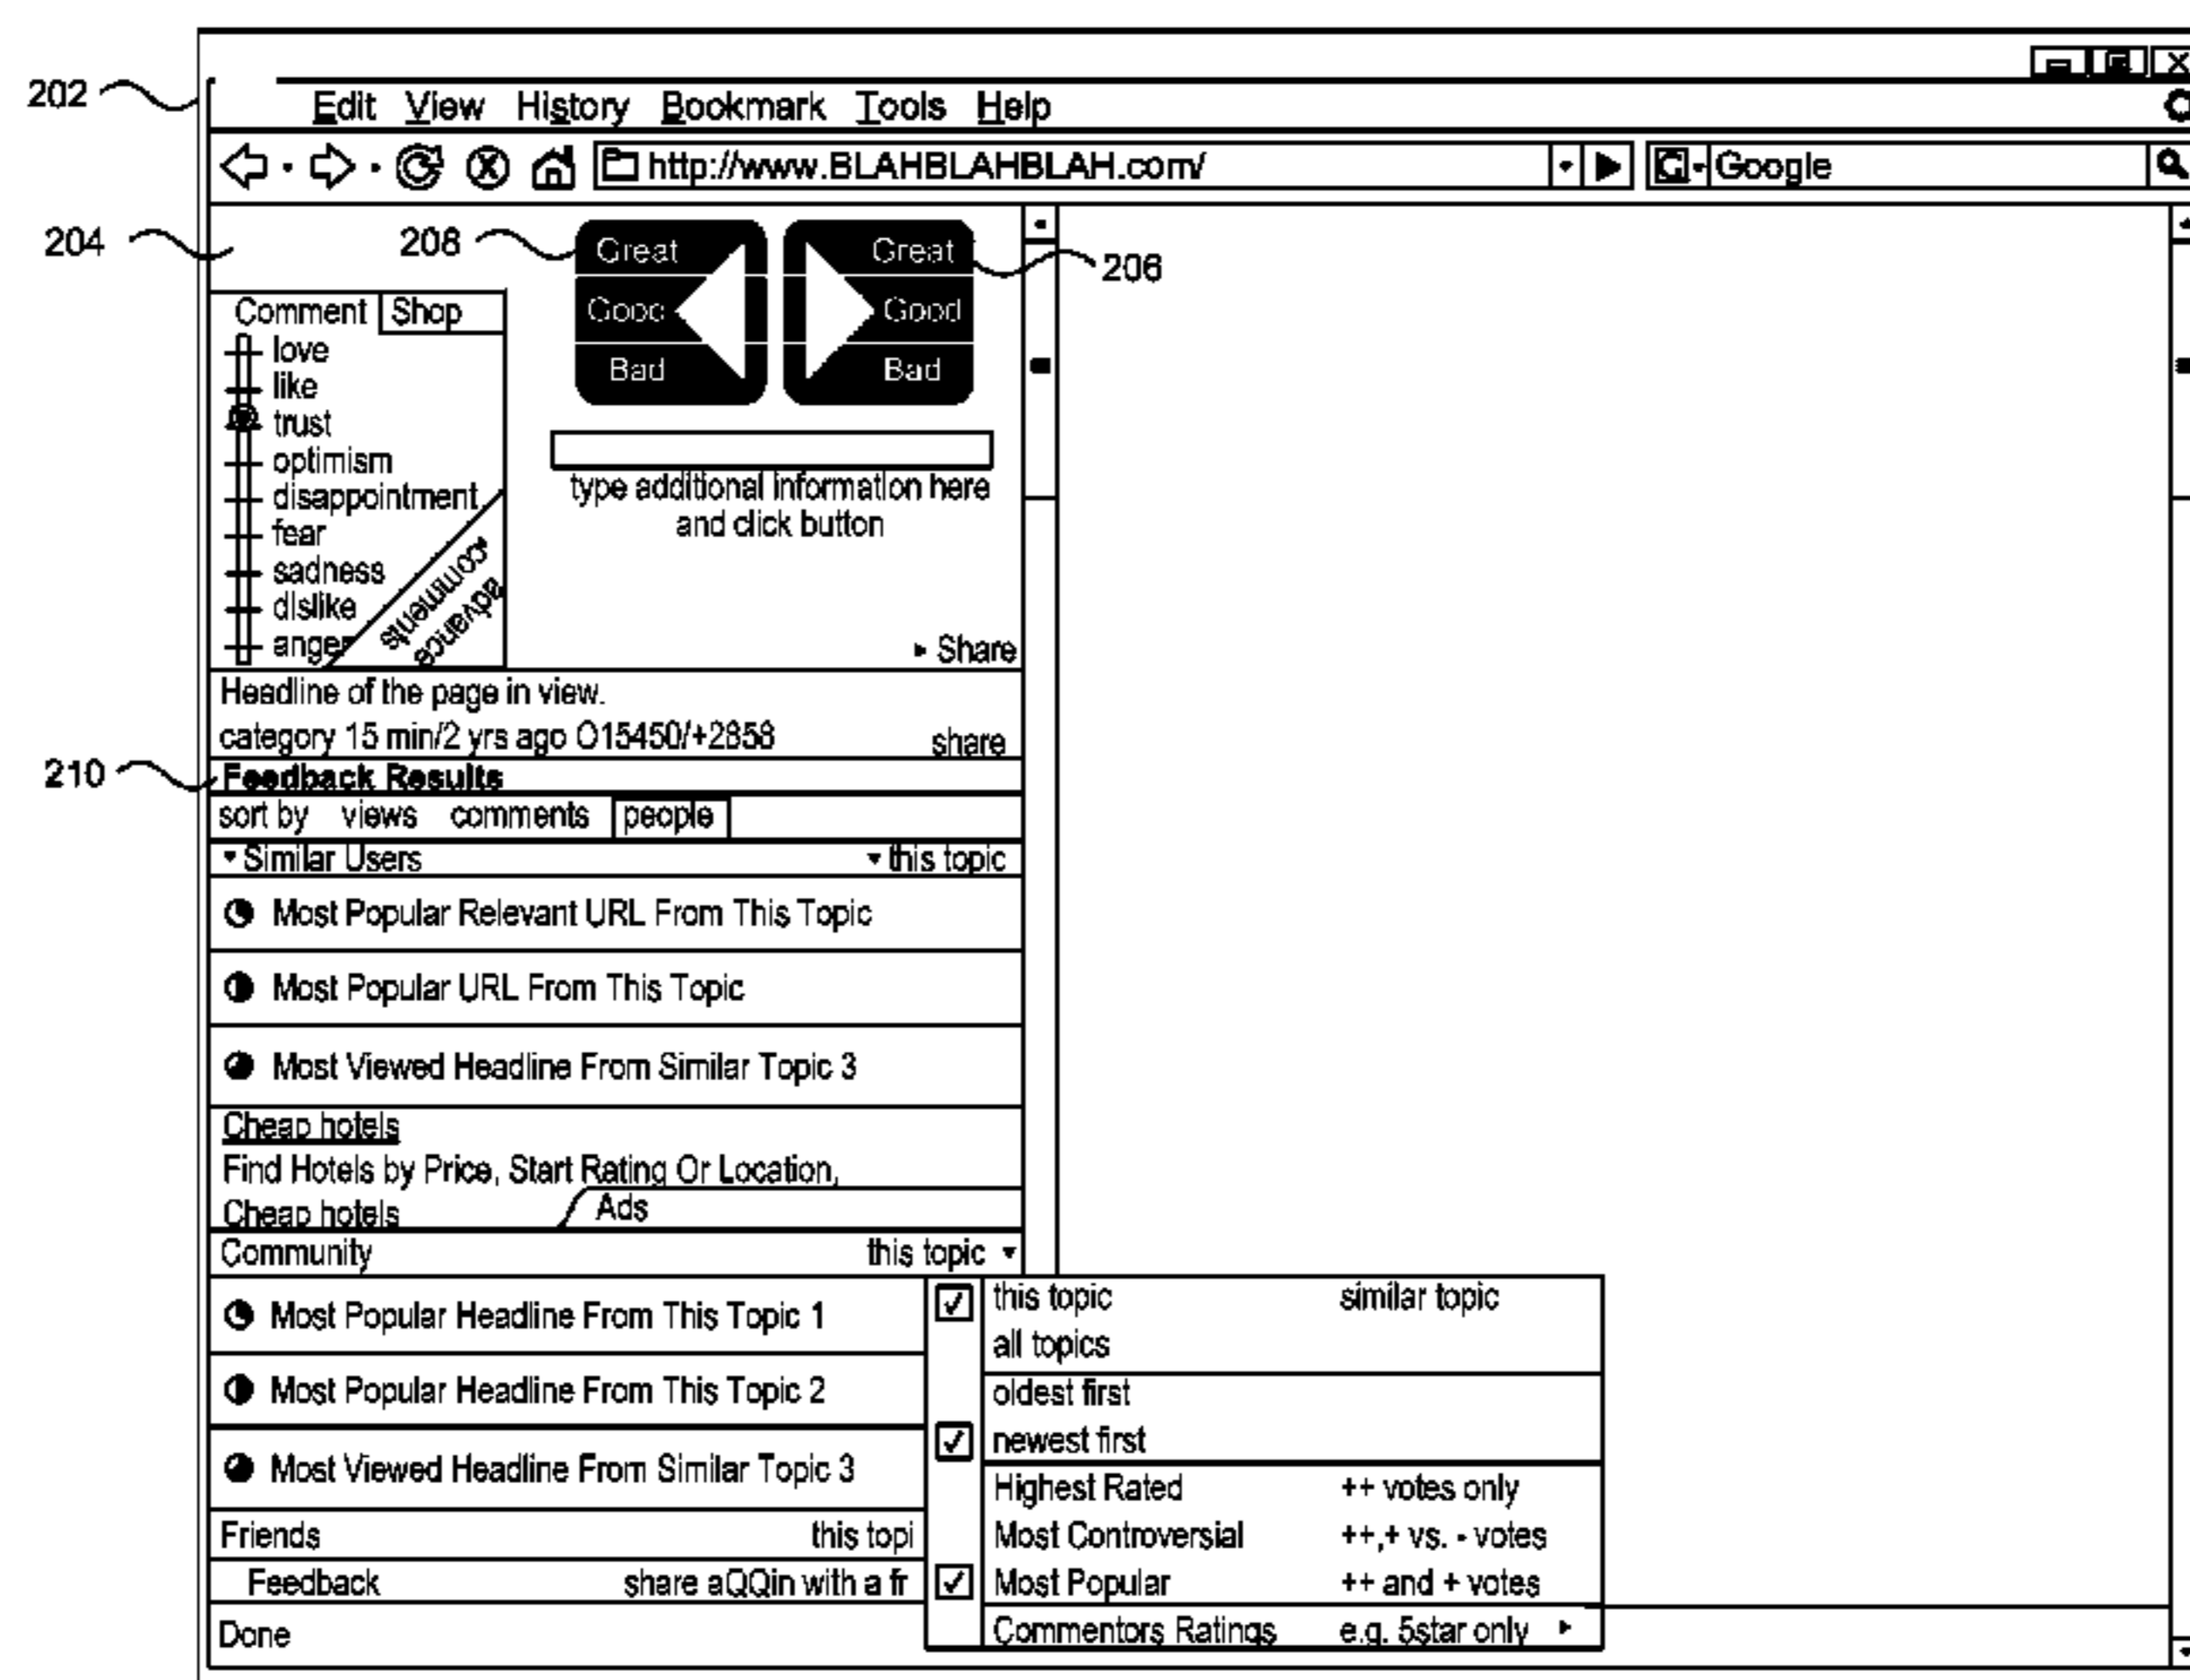 202
Edit View History Bookmark Tools Help
http://www.BLAHBLAHBLAH.com/
G Google
204
208
Great Great
206
Good Good
Bad Bad
Comment Shop
love
like
trust
optimism
disappointment
fear
sadness
dislike
anger
advance
comments
type additional information here
and click button
Share
Headline of the page in view.
category 15 min/2 yrs ago O15450/+2858 share
210
Feedback Results
sort by views comments people
Similar Users this topic
Most Popular Relevant URL From This Topic
Most Popular URL From This Topic
Most Viewed Headline From Similar Topic 3
Cheap hotels
Find Hotels by Price, Start Rating Or Location,
Cheap hotels Ads
Community this topic
Most Popular Headline From This Topic 1
Most Popular Headline From This Topic 2
Most Viewed Headline From Similar Topic 3
Friends this topi
Feedback share aQQin with a fr
Done
this topic similar topic
all topics
oldest first
newest first
Highest Rated ++ votes only
Most Controversial ++,+ vs. - votes
Most Popular ++ and + votes
Commentors Ratings e.g. 5star only